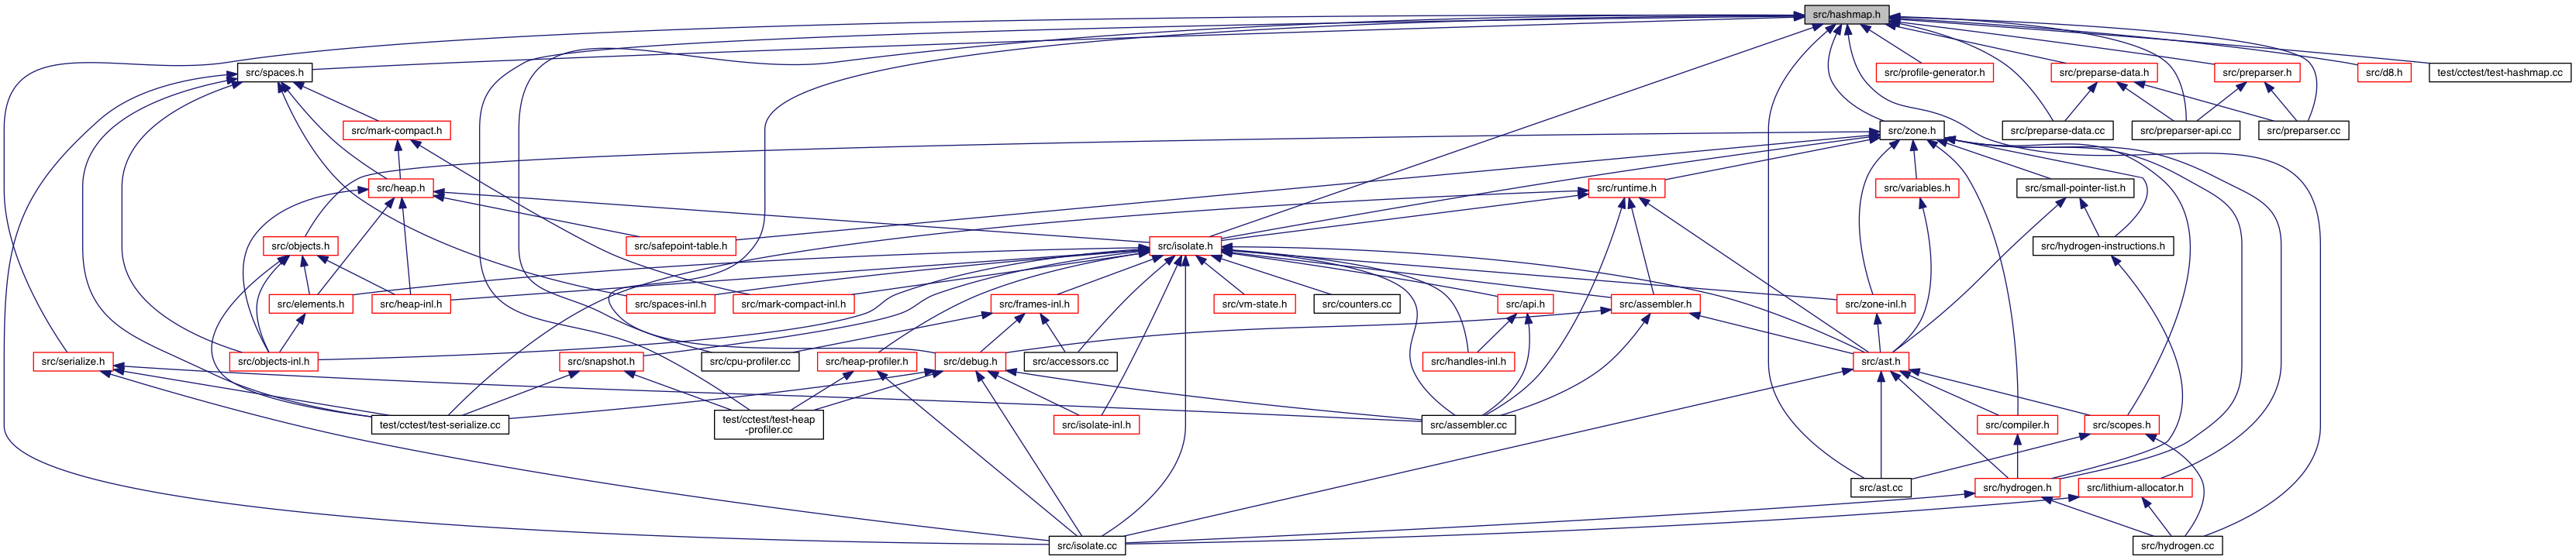 src/hashmap.h
src/spaces.h
src/profile-generator.h
src/preparse-data.h
src/preparser.h
src/d8.h
test/cctest/test-hashmap.cc
src/mark-compact.h
src/zone.h
src/preparse-data.cc
src/preparser-api.cc
src/preparser.cc
src/heap.h
src/runtime.h
src/variables.h
src/small-pointer-list.h
src/objects.h
src/safepoint-table.h
src/isolate.h
src/hydrogen-instructions.h
src/elements.h
src/heap-inl.h
src/spaces-inl.h
src/mark-compact-inl.h
src/frames-inl.h
src/vm-state.h
src/counters.cc
src/api.h
src/assembler.h
src/zone-inl.h
src/serialize.h
src/objects-inl.h
src/snapshot.h
src/cpu-profiler.cc
src/heap-profiler.h
src/debug.h
src/accessors.cc
src/handles-inl.h
src/ast.h
test/cctest/test-serialize.cc
test/cctest/test-heap
-profiler.cc
src/isolate-inl.h
src/assembler.cc
src/compiler.h
src/scopes.h
src/ast.cc
src/hydrogen.h
src/lithium-allocator.h
src/isolate.cc
src/hydrogen.cc